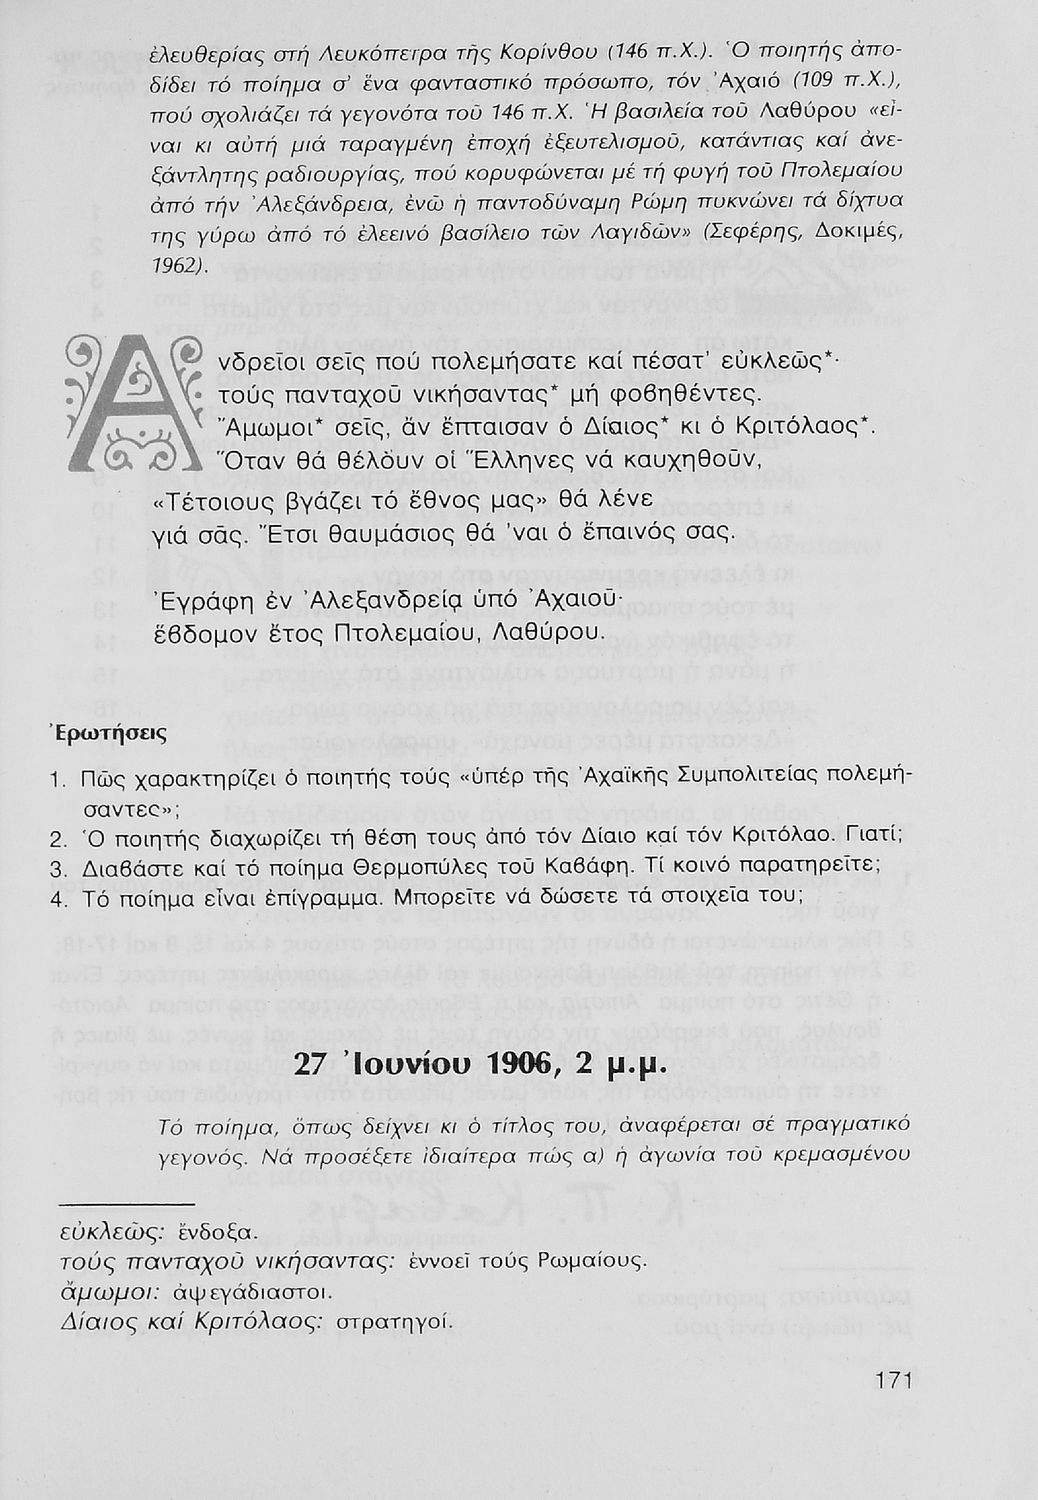 ἐλευθερίας στή Λευκόπετρα τῆς Κορίνθου (146 π.Χ.). Ὁ ποιητής ἀπο-
δίδει τό ποίημα σ' ἕνα φανταστικό πρόσωπο, τόν Ἀχαιό (109 π.Χ.),
πού σχολιάζει τά γεγονότα τοῦ 146 π.Χ. Ἡ βασιλεία τοῦ Λαθύρου «εἶ-
ναι κι αὐτή μιά ταραγμένη ἐποχή ἐξευτελισμοῦ, κατάντιας καί ἀνε-
ξάντλητης ραδιουργίας, πού κορυφώνεται μέ τή φυγή τοῦ Πτολεμαίου
ἀπό τήν Ἀλεξάνδρεια, ἐνῶ ἡ παντοδύναμη Ρώμη πυκνώνει τά δίχτυα
της γύρω ἀπό τό ἐλεεινό βασίλειο τῶν Λαγιδῶν» (Σεφέρης, Δοκιμές,
1962).
Ἀνδρεῖοι σεῖς πού πολεμήσατε καί πέσατ' εὐκλεῶς*·
τούς πανταχοῦ νικήσαντας* μή φοβηθέντες.
Ἄμωμοι* σεῖς, ἄν ἔπταισαν ὁ Δίαιος* κι ὁ Κριτόλαος*.
Ὅταν θά θέλουν οἱ Ἕλληνες νά καυχηθοῦν,
«Τέτοιους βγάζει τό ἔθνος μας» θά λένε
γιά σᾶς. Ἔτσι θαυμάσιος θά 'ναι ὁ ἔπαινός σας.
Ἐγράφη ἐν Ἀλεξανδρείᾳ ὑπό Ἀχαιοῦ·
ἕβδομον ἔτος Πτολεμαίου, Λαθύρου.
Ἐρωτήσεις
1. Πῶς χαρακτηρίζει ὁ ποιητής τούς «ὑπέρ τῆς Ἀχαϊκῆς Συμπολιτείας πολεμή-
σαντες»;
2. Ὁ ποιητής διαχωρίζει τή θέση τους ἀπό τόν Δίαιο καί τόν Κριτόλαο. Γιατί;
3. Διαβάστε καί τό ποίημα Θερμοπύλες τοῦ Καβάφη. Τί κοινό παρατηρεῖτε;
4. Τό ποίημα εἶναι ἐπίγραμμα. Μπορεῖτε νά δώσετε τά στοιχεῖα του;
27 Ἰουνίου 1906, 2 μ.μ.
Τό ποίημα, ὅπως δείχνει κι ὁ τίτλος του, ἀναφέρεται σέ πραγματικό
γεγονός. Νά προσέξετε ἰδιαίτερα πώς α) ἡ ἀγωνία τοῦ κρεμασμένου
εὐκλεῶς: ἔνδοξα.
τούς πανταχοῦ νικήσαντας: ἐννοεῖ τούς Ρωμαίους.
ἄμωμοι: ἀψεγάδιαστοι.
Δίαιος καί Κριτόλαος: στρατηγοί.
171